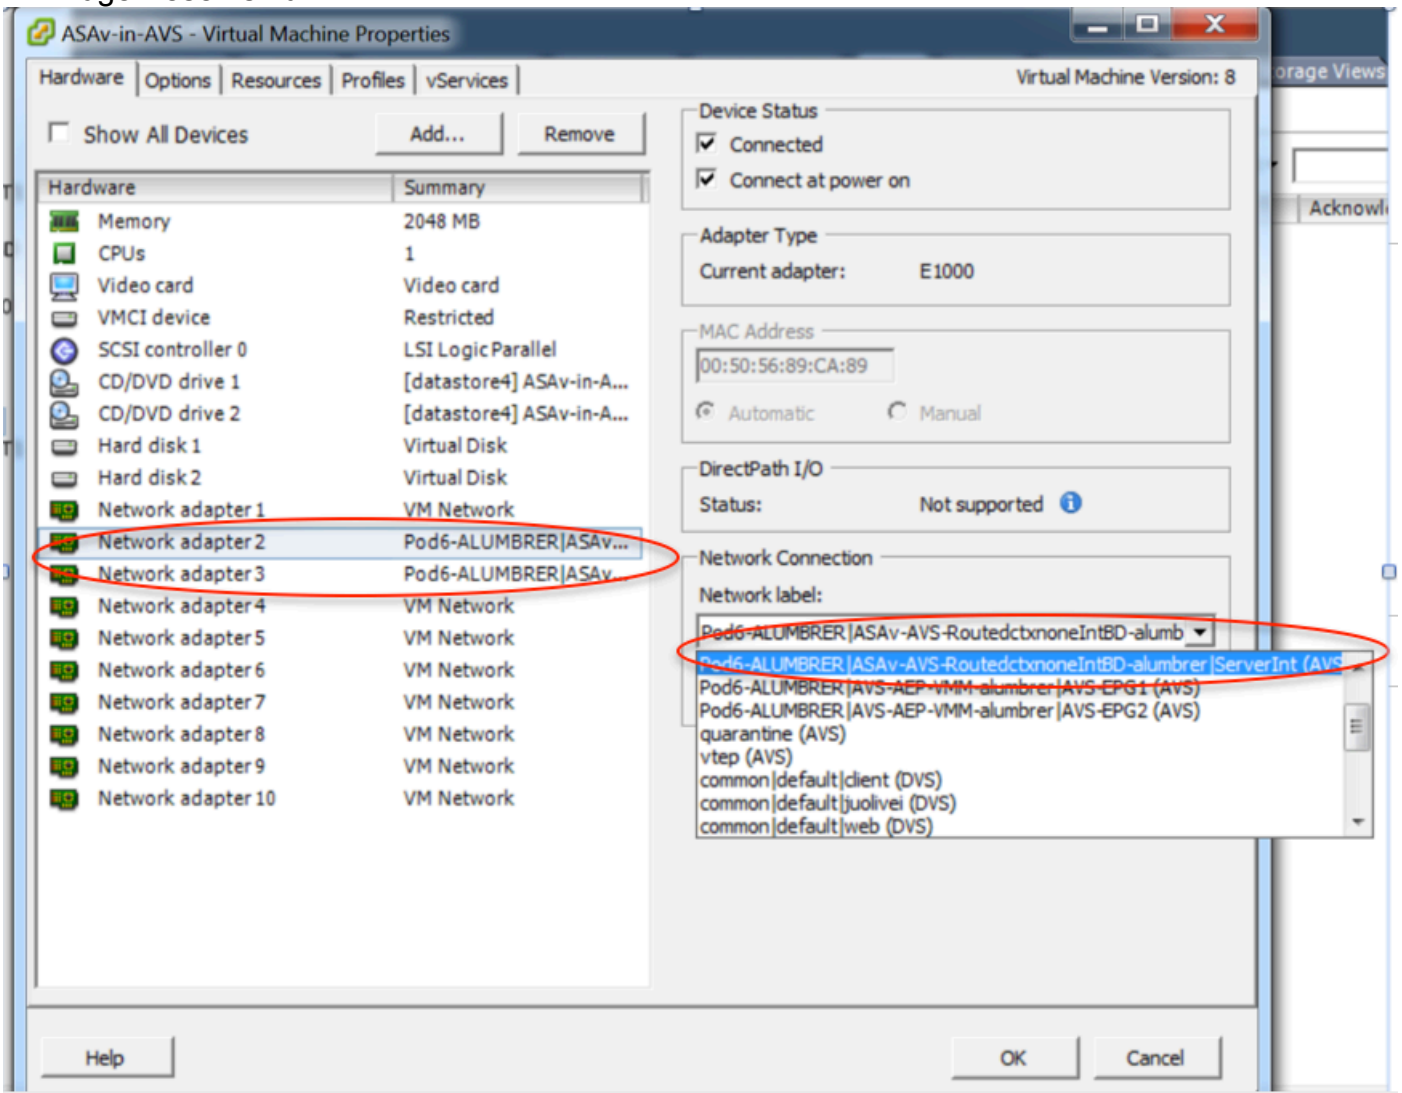 ASAv-in-AVS - Virtual Machine Properties
Hardware Options Resources Profiles vServices
Virtual Machine Version: 8
Storage Views
Show All Devices
Add...
Remove
Hardware Summary
Memory 2048 MB
CPUs 1
Video card Video card
VMCI device Restricted
SCSI controller 0 LSI Logic Parallel
CD/DVD drive 1 [datastore4] ASAv-in-A...
CD/DVD drive 2 [datastore4] ASAv-in-A...
Hard disk 1 Virtual Disk
Hard disk 2 Virtual Disk
Network adapter 1 VM Network
Network adapter 2 Pod6-ALUMBRER|ASAv...
Network adapter 3 Pod6-ALUMBRER|ASAv...
Network adapter 4 VM Network
Network adapter 5 VM Network
Network adapter 6 VM Network
Network adapter 7 VM Network
Network adapter 8 VM Network
Network adapter 9 VM Network
Network adapter 10 VM Network
Device Status
Connected
Connect at power on
Adapter Type
Current adapter: E1000
MAC Address
00:50:56:89:CA:89
Automatic Manual
DirectPath I/O
Status: Not supported
Network Connection
Network label:
Pod6-ALUMBRER|ASAv-AVS-RoutedctxnoneIntBD-alumb
Pod6-ALUMBRER|ASAv-AVS-RoutedctxnoneIntBD-alumbrer|ServerInt (AVS
Pod6-ALUMBRER|AVS-AEP-VMM-alumbrer|AVS-EPG1 (AVS)
Pod6-ALUMBRER|AVS-AEP-VMM-alumbrer|AVS-EPG2 (AVS)
quarantine (AVS)
vtep (AVS)
common|default|client (DVS)
common|default|juolivei (DVS)
common|default|web (DVS)
Acknowl
Help
OK
Cancel